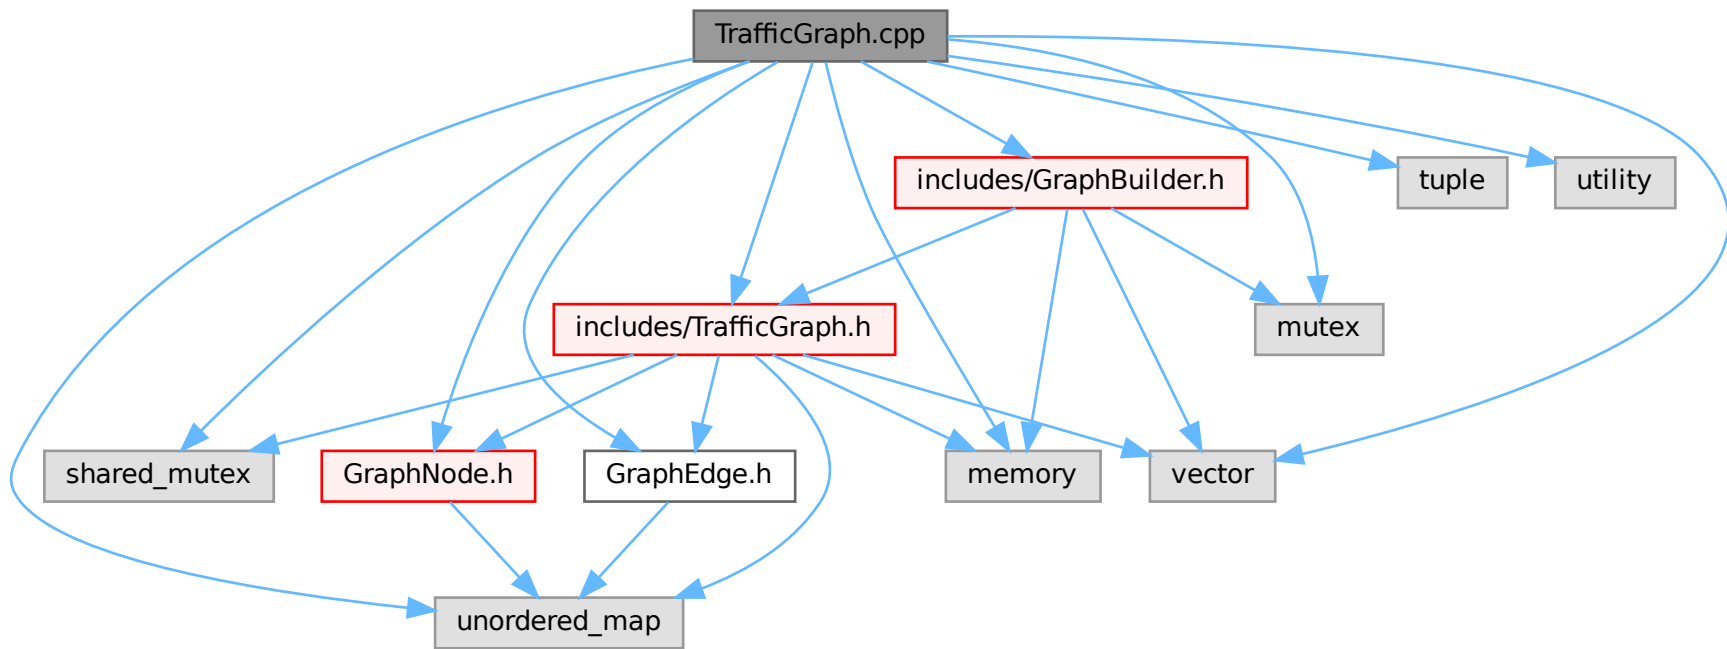 TrafficGraph.cpp
includes/GraphBuilder.h
tuple
utility
includes/TrafficGraph.h
mutex
shared_mutex
GraphNode.h
GraphEdge.h
memory
vector
unordered_map